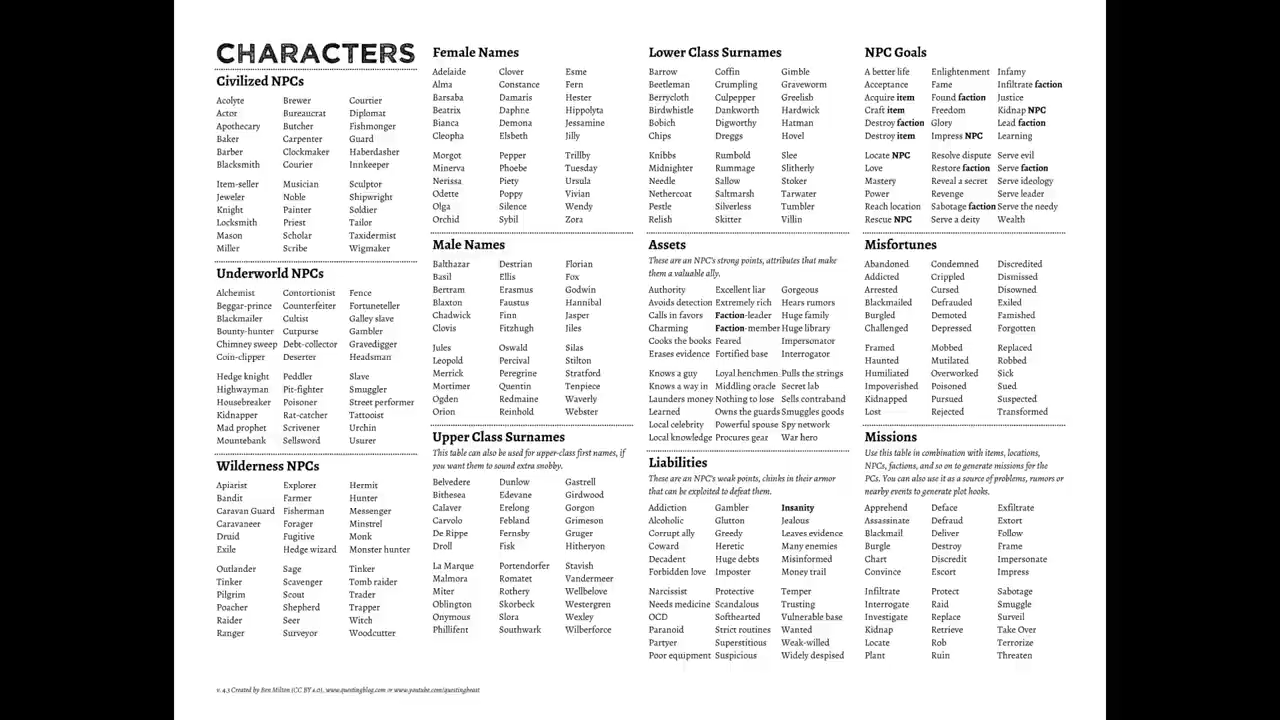 CHARACTERS
Civilized NPCs
Acolyte Brewer Courtier
Actor Bureaucrat Diplomat
Apothecary Butcher Fishmonger
Baker Carpenter Guard
Barber Clockmaker Haberdasher
Blacksmith Courier Innkeeper
Item-seller Musician Sculptor
Jeweler Noble Shipwright
Knight Painter Soldier
Locksmith Priest Tailor
Mason Scholar Taxidermist
Miller Scribe Wigmaker
Underworld NPCs
Alchemist Contortionist Fence
Beggar-prince Counterfeiter Fortuneteller
Blackmailer Cultist Galley slave
Bounty-hunter Cutpurse Gambler
Chimney sweep Debt-collector Gravedigger
Coin-clipper Deserter Headsman
Hedge knight Peddler Slave
Highwayman Pit-fighter Smuggler
Housebreaker Poisoner Street performer
Kidnapper Rat-catcher Tattooist
Mad prophet Scrivener Urchin
Mountebank Sellsword Usurer
Wilderness NPCs
Apiarist Explorer Hermit
Bandit Farmer Hunter
Caravan Guard Fisherman Messenger
Caravaneer Forager Minstrel
Druid Fugitive Monk
Exile Hedge wizard Monster hunter
Outlander Sage Tinker
Tinker Scavenger Tomb raider
Pilgrim Scout Trader
Poacher Shepherd Trapper
Raider Seer Witch
Ranger Surveyor Woodcutter
Female Names
Adelaide Clover Esme
Alma Constance Fern
Barsaba Damaris Hester
Beatrix Daphne Hippolyta
Bianca Demona Jessamine
Cleopha Elsbeth Jilly
Morgot Pepper Trillby
Minerva Phoebe Tuesday
Nerissa Piety Ursula
Odette Poppy Vivian
Olga Silence Wendy
Orchid Sybil Zora
Male Names
Balthazar Destrian Florian
Basil Ellis Fox
Bertram Erasmus Godwin
Blaxton Faustus Hannibal
Chadwick Finn Jasper
Clovis Fitzhugh Jiles
Jules Oswald Silas
Leopold Percival Stilton
Merrick Peregrine Stratford
Mortimer Quentin Tenpiece
Ogden Redmaine Waverly
Orion Reinhold Webster
Upper Class Surnames
This table can also be used for upper-class first names, if
you want them to sound extra snobby.
Belvedere Dunlow Gastrell
Bithesea Edevane Girdwood
Calaver Erelong Gorgon
Carvolo Febland Grimeson
De Rippe Fernsby Gruger
Droll Fisk Hitheryon
La Marque Portendorfer Stavish
Malmora Romatet Vandermeer
Miter Rothery Wellbelove
Oblington Skorbeck Westergren
Onymous Slora Wexley
Phillifent Southwark Wilberforce
Lower Class Surnames
Barrow Coffin Gimble
Beetleman Crumpling Graveworm
Berrycloth Culpepper Greelish
Birdwhistle Dankworth Hardwick
Bobich Digworthy Hatman
Chips Dreggs Hovel
Knibbs Rumbold Slee
Midnighter Rummage Slitherly
Needle Sallow Stoker
Nethercoat Saltmarsh Tarwater
Pestle Silverless Tumbler
Relish Skitter Villin
Assets
These are an NPC's strong points, attributes that make
them a valuable ally.
Authority Excellent liar Gorgeous
Avoids detection Extremely rich Hears rumors
Calls in favors Faction-leader Huge family
Charming Faction-member Huge library
Cooks the books Feared Impersonator
Erases evidence Fortified base Interrogator
Knows a guy Loyal henchmen Pulls the strings
Knows a way in Middling oracle Secret lab
Launders money Nothing to lose Sells contraband
Learned Owns the guards Smuggles goods
Local celebrity Powerful spouse Spy network
Local knowledge Procures gear War hero
Liabilities
These are an NPC's weak points, chinks in their armor
that can be exploited to defeat them.
Addiction Gambler Insanity
Alcoholic Glutton Jealous
Corrupt ally Greedy Leaves evidence
Coward Heretic Many enemies
Decadent Huge debts Misinformed
Forbidden love Imposter Money trail
Narcissist Protective Temper
Needs medicine Scandalous Trusting
OCD Softhearted Vulnerable base
Paranoid Strict routines Wanted
Partyer Superstitious Weak-willed
Poor equipment Suspicious Widely despised
NPC Goals
A better life Enlightenment Infamy
Acceptance Fame Infiltrate faction
Acquire item Found faction Justice
Craft item Freedom Kidnap NPC
Destroy faction Glory Lead faction
Destroy item Impress NPC Learning
Locate NPC Resolve dispute Serve evil
Love Restore faction Serve faction
Mastery Reveal a secret Serve ideology
Power Revenge Serve leader
Reach location Sabotage faction Serve the needy
Rescue NPC Serve a deity Wealth
Misfortunes
Abandoned Condemned Discredited
Addicted Crippled Dismissed
Arrested Cursed Disowned
Blackmailed Defrauded Exiled
Burgled Demoted Famished
Challenged Depressed Forgotten
Framed Mobbed Replaced
Haunted Mutilated Robbed
Humiliated Overworked Sick
Impoverished Poisoned Sued
Kidnapped Pursued Suspected
Lost Rejected Transformed
Missions
Use this table in combination with items, locations,
NPCs, factions, and so on to generate missions for the
PCs. You can also use it as a source of problems, rumors or
nearby events to generate plot hooks.
Apprehend Deface Exfiltrate
Assassinate Defraud Extort
Blackmail Deliver Follow
Burgle Destroy Frame
Chart Discredit Impersonate
Convince Escort Impress
Infiltrate Protect Sabotage
Interrogate Raid Smuggle
Investigate Replace Surveil
Kidnap Retrieve Take Over
Locate Rob Terrorize
Plant Ruin Threaten
v. 4.3 Created by Ben Milton (CC BY 4.0), www.questingblog.com or www.youtube.com/questingbeast